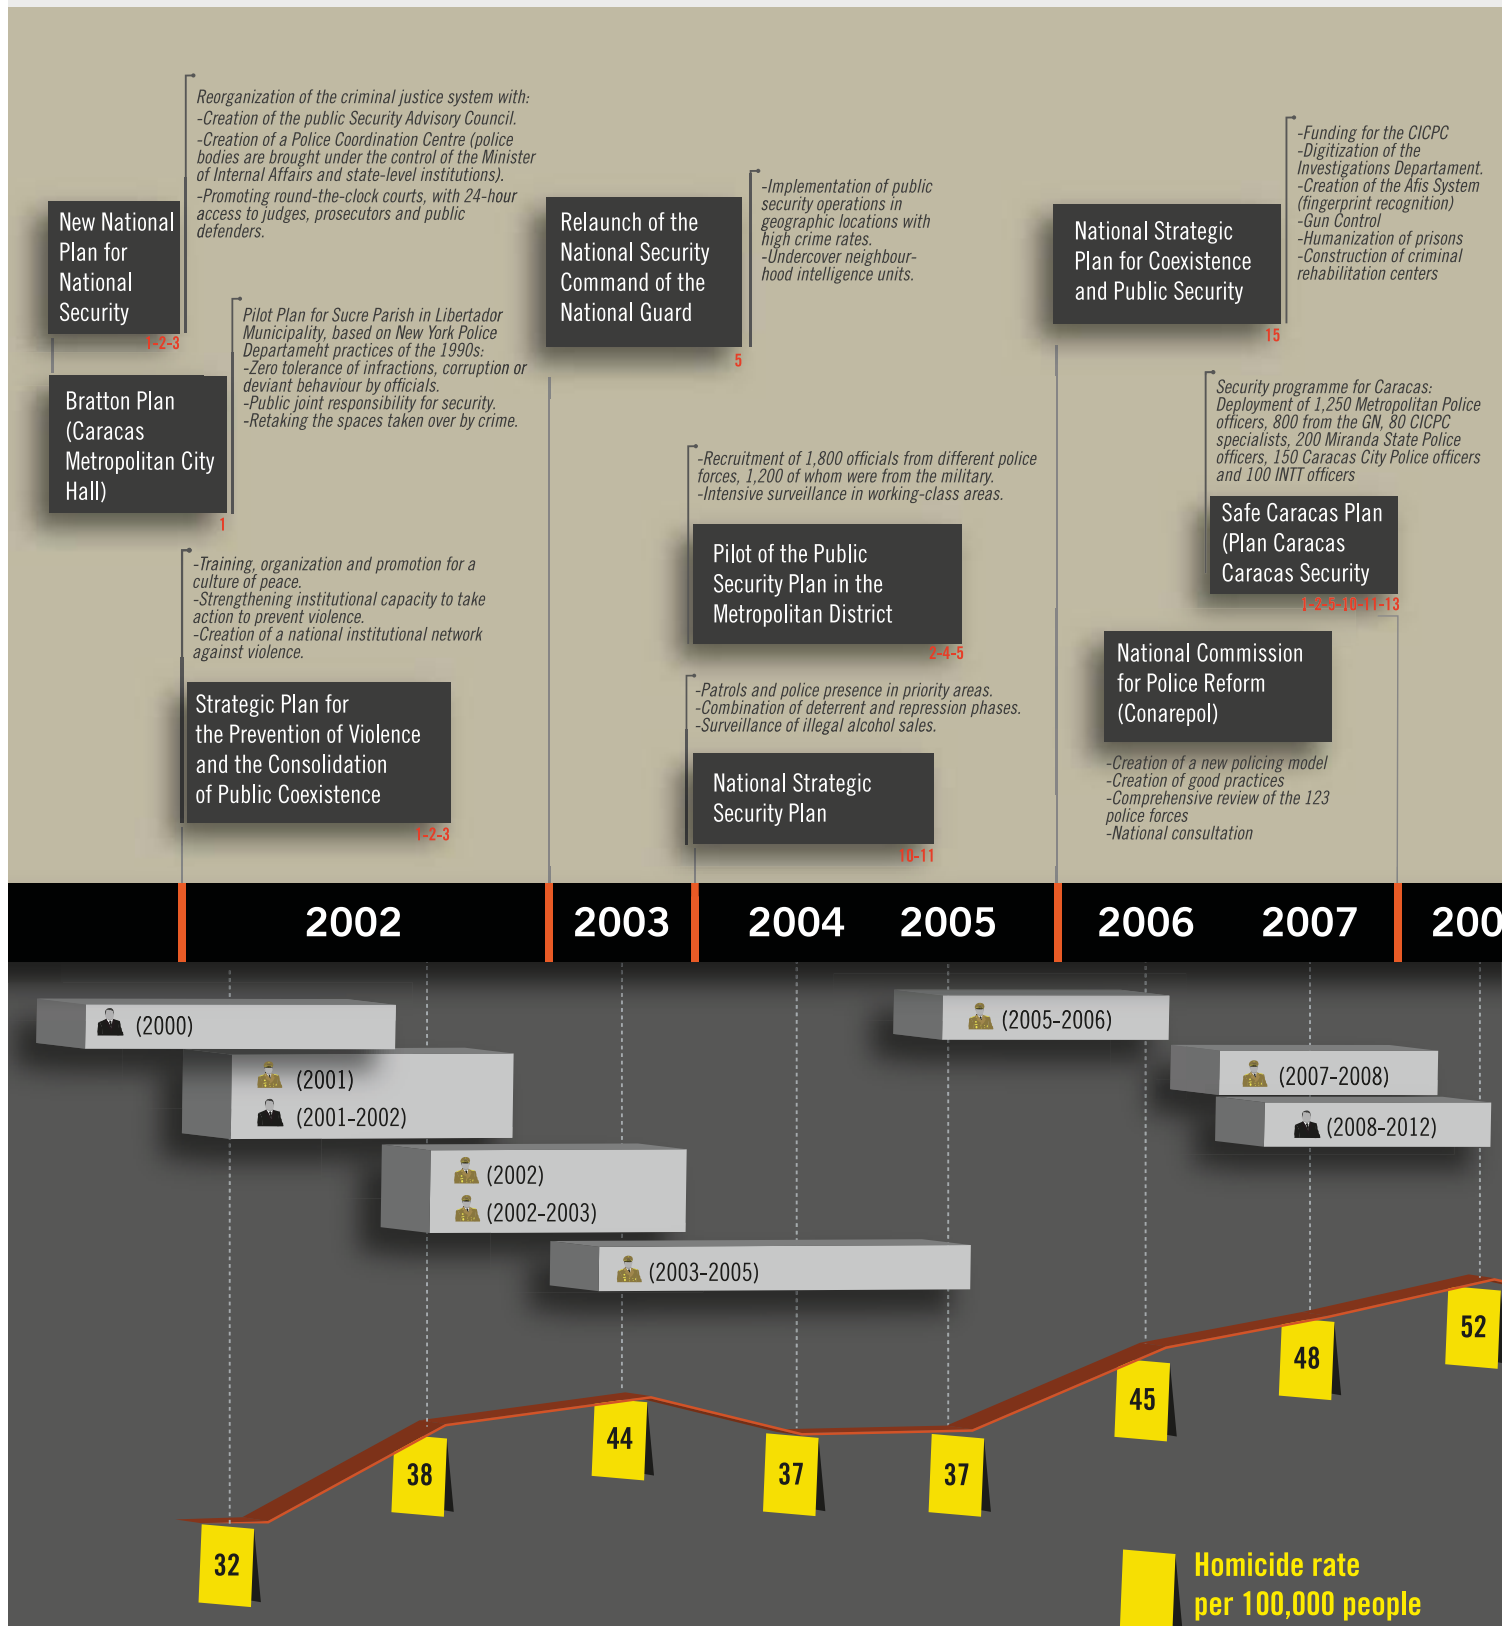 Reorganization of the criminal justice system with:
-Creation of the public Security Advisory Council.
-Creation of a Police Coordination Centre (police
bodies are brought under the control of the Minister
of Internal Affairs and state-level institutions).
-Promoting round-the-clock courts, with 24-hour
access to judges, prosecutors and public
defenders.
New National
Plan for
National
Security
1-2-3
Pilot Plan for Sucre Parish in Libertador
Municipality, based on New York Police
Departament practices of the 1990s:
-Zero tolerance of infractions, corruption or
deviant behaviour by officials.
-Public joint responsibility for security.
-Retaking the spaces taken over by crime.
Bratton Plan
(Caracas
Metropolitan City
Hall)
1
-Training, organization and promotion for a
culture of peace.
-Strengthening institutional capacity to take
action to prevent violence.
-Creation of a national institutional network
against violence.
Strategic Plan for
the Prevention of Violence
and the Consolidation
of Public Coexistence
1-2-3
Relaunch of the
National Security
Command of the
National Guard
5
-Implementation of public
security operations in
geographic locations with
high crime rates.
-Undercover neighbour-
hood intelligence units.
-Recruitment of 1,800 officials from different police
forces, 1,200 of whom were from the military.
-Intensive surveillance in working-class areas.
Pilot of the Public
Security Plan in the
Metropolitan District
2-4-5
-Patrols and police presence in priority areas.
-Combination of deterrent and repression phases.
-Surveillance of illegal alcohol sales.
National Strategic
Security Plan
10-11
National Strategic
Plan for Coexistence
and Public Security
15
-Funding for the CICPC
-Digitization of the
Investigations Departament.
-Creation of the Afis System
(fingerprint recognition)
-Gun Control
-Humanization of prisons
-Construction of criminal
rehabilitation centers
Security programme for Caracas:
Deployment of 1,250 Metropolitan Police
officers, 800 from the GN, 80 CICPC
specialists, 200 Miranda State Police
officers, 150 Caracas City Police officers
and 100 INTT officers
Safe Caracas Plan
(Plan Caracas
Caracas Security
1-2-5-10-11-13
National Commission
for Police Reform
(Conarepol)
-Creation of a new policing model
-Creation of good practices
-Comprehensive review of the 123
police forces
-National consultation
2002 2003 2004 2005 2006 2007 200
(2000)
(2001)
(2001-2002)
(2002)
(2002-2003)
(2003-2005)
(2005-2006)
(2007-2008)
(2008-2012)
32
38
44
37
37
45
48
52
Homicide rate
per 100,000 people